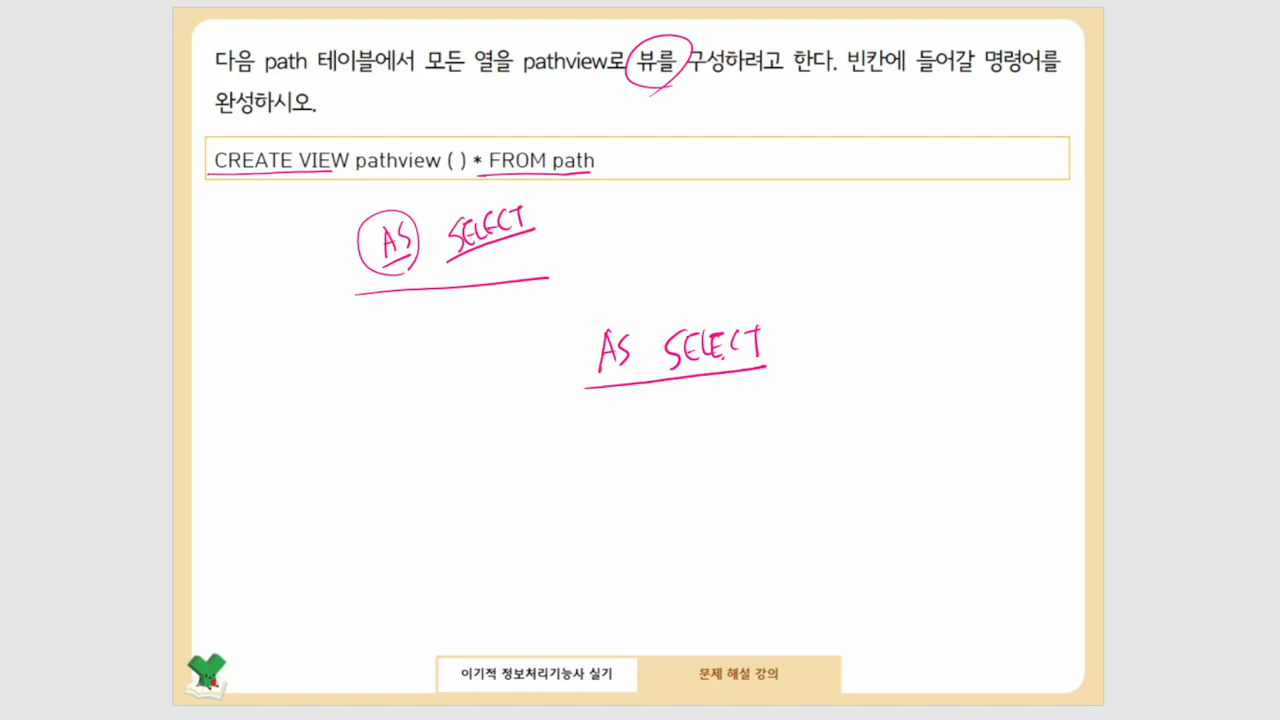 다음 path 테이블에서 모든 열을 pathview로 뷰를 구성하려고 한다. 빈칸에 들어갈 명령어를
완성하시오.
CREATE VIEW pathview ( ) * FROM path
AS SELECT
AS SELECT
이기적 정보처리기능사 실기
문제 해설 강의